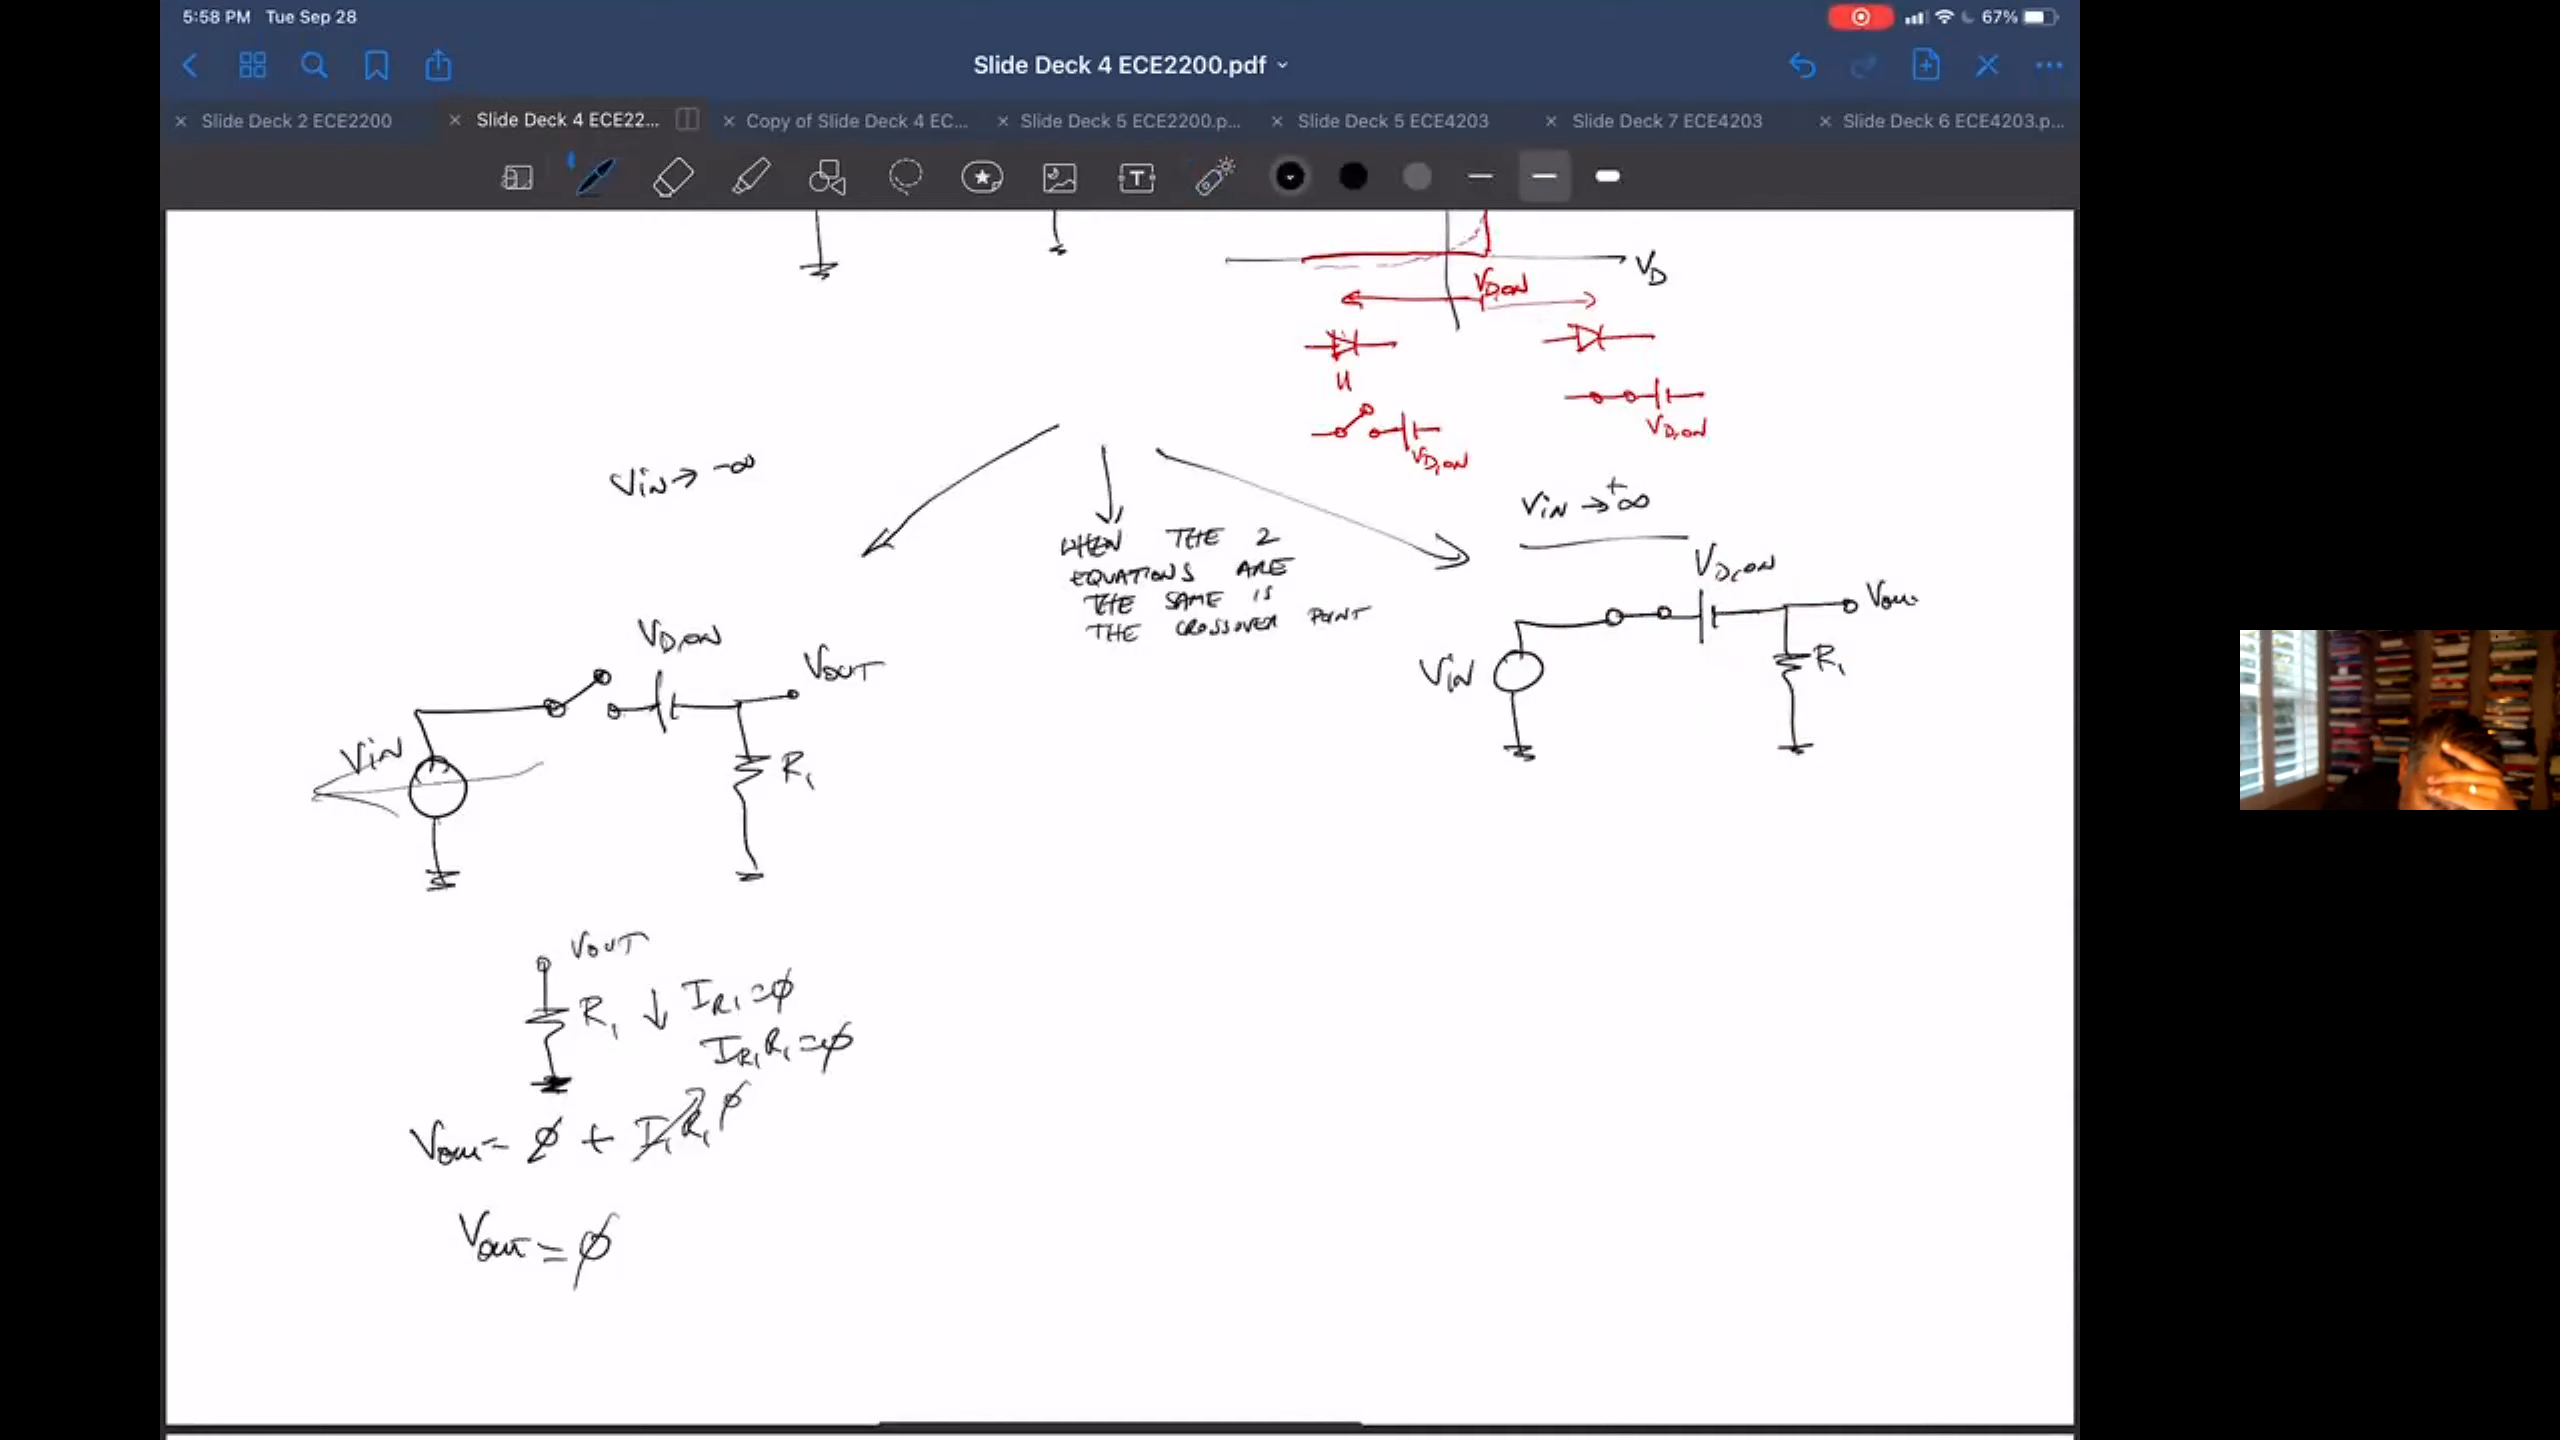 5:58 PM Tue Sep 28
67%
Slide Deck 4 ECE2200.pdf
Slide Deck 2 ECE2200
Slide Deck 4 ECE22...
Copy of Slide Deck 4 EC...
Slide Deck 5 ECE2200.p...
Slide Deck 5 ECE4203
Slide Deck 7 ECE4203
Slide Deck 6 ECE4203.p...
T
VD
VD,ON
VD,ON
VD,ON
Vin → -∞
Vin → +∞
WHEN THE 2
EQUATIONS ARE
THE SAME IS
THE CROSSOVER POINT
VD,ON
VOUT
Vin
R1
VD,ON
Vout
Vin
R1
VOUT
R1 ↓ IR1 = ∅
IR1R1 = ∅
Vout = ∅ + I1R1 ∅
Vout = ∅